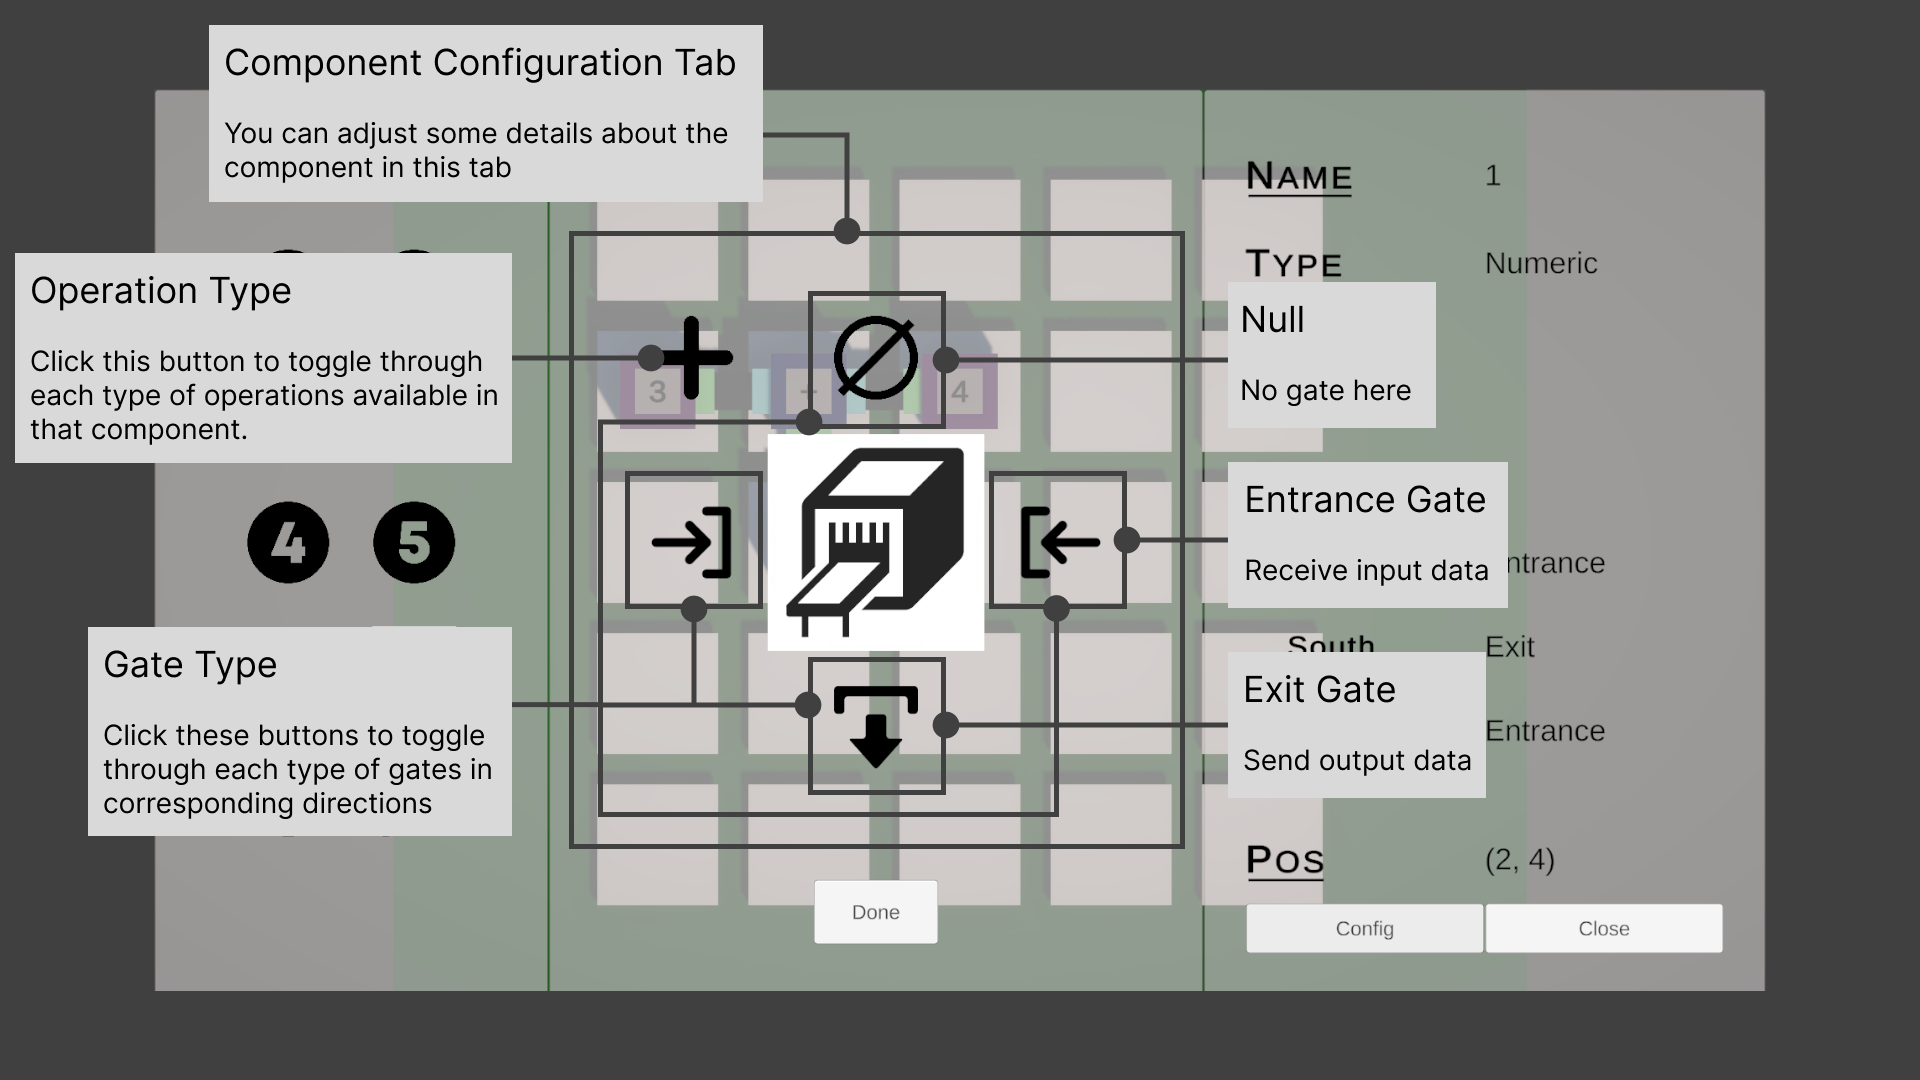 Component Configuration Tab
You can adjust some details about the
component in this tab
NAME 1
TYPE Numeric
Operation Type
Click this button to toggle through
each type of operations available in
that component.
Null
No gate here
3 + 4
Entrance Gate
Receive input data
ntrance
4 5
South Exit
Gate Type
Click these buttons to toggle
through each type of gates in
corresponding directions
Exit Gate
Send output data
Entrance
POS (2, 4)
Done
Config Close